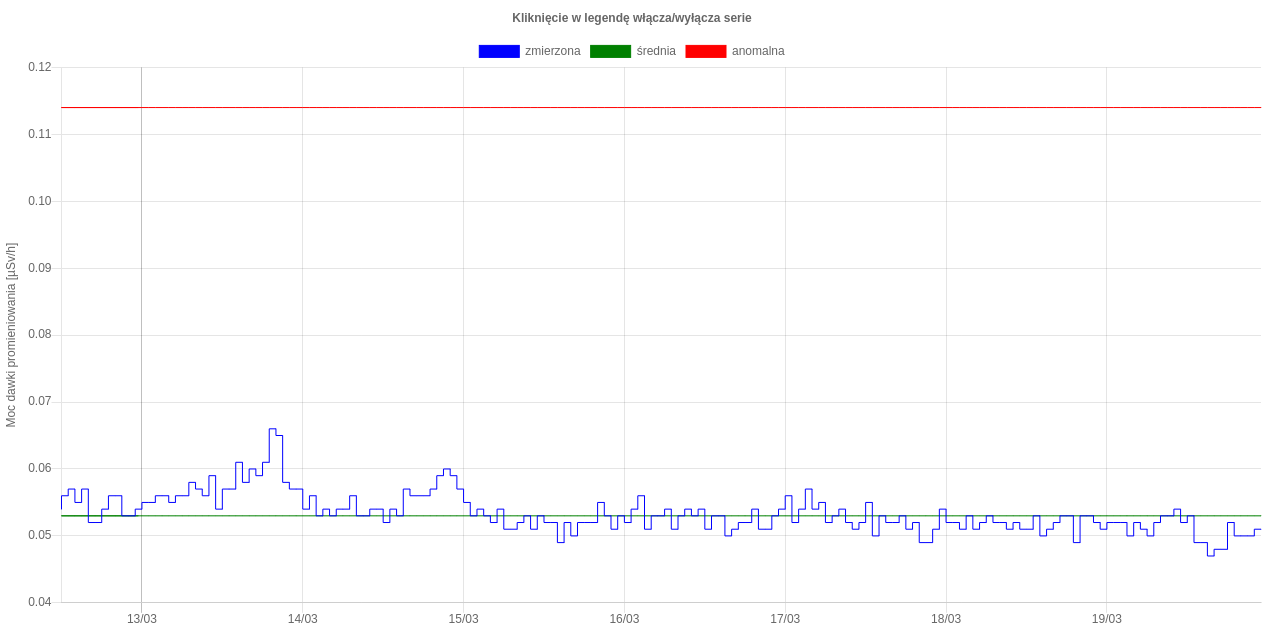 Kliknięcie w legendę włącza/wyłącza serie
zmierzona średnia anomalna
Moc dawki promieniowania [µSv/h]
0.12
0.11
0.10
0.09
0.08
0.07
0.06
0.05
0.04
13/03 14/03 15/03 16/03 17/03 18/03 19/03